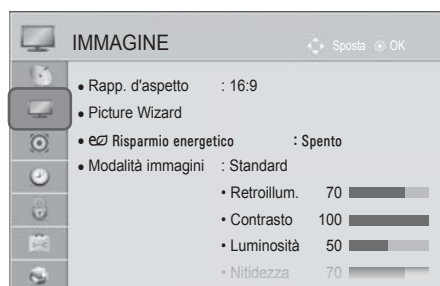 IMMAGINE Sposta OK
• Rapp. d'aspetto : 16:9
• Picture Wizard
• Risparmio energetico : Spento
• Modalità immagini : Standard
• Retroillum. 70
• Contrasto 100
• Luminosità 50
• Nitidezza 70